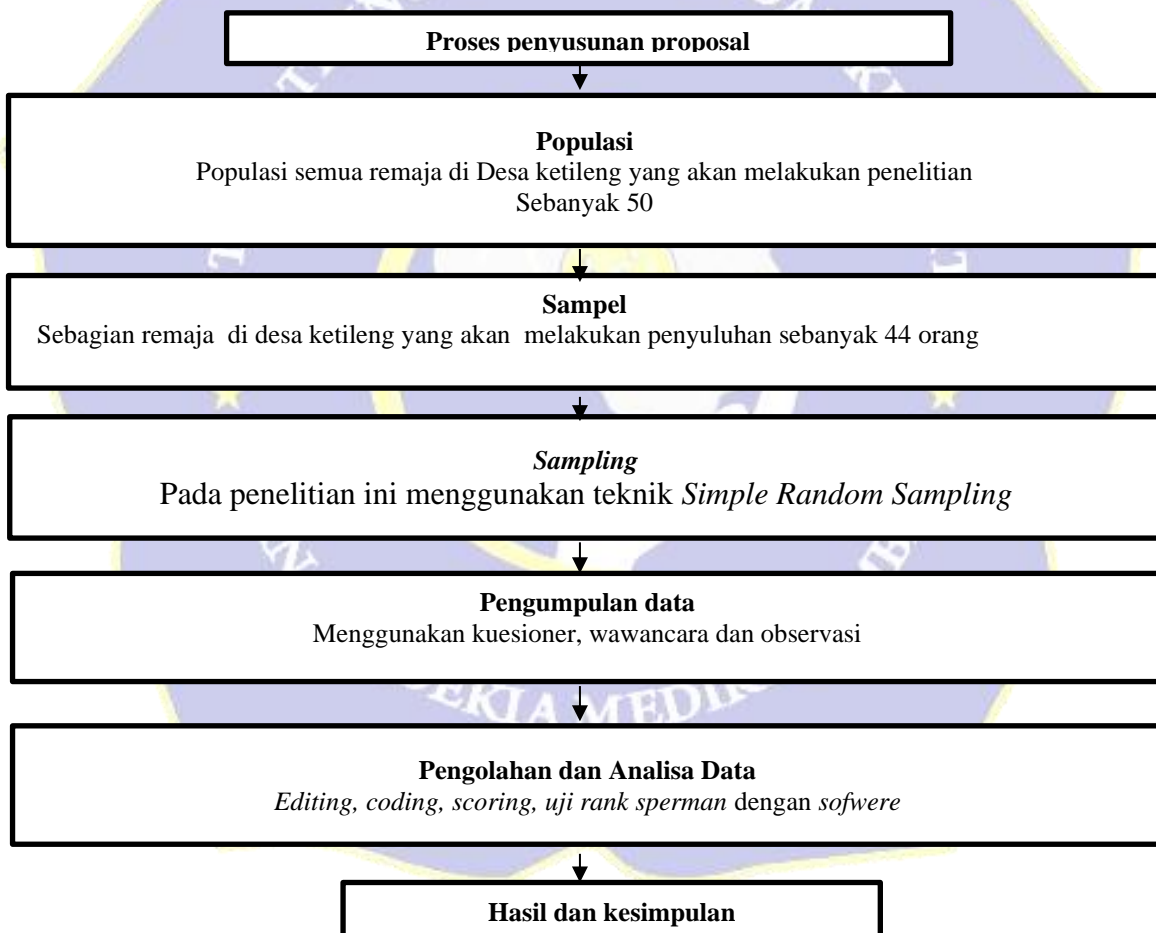 Proses penyusunan proposal
Populasi
Populasi semua remaja di Desa ketileng yang akan melakukan penelitian
Sebanyak 50
Sampel
Sebagian remaja di desa ketileng yang akan melakukan penyuluhan sebanyak 44 orang
Sampling
Pada penelitian ini menggunakan teknik Simple Random Sampling
Pengumpulan data
Menggunakan kuesioner, wawancara dan observasi
Pengolahan dan Analisa Data
Editing, coding, scoring, uji rank sperman dengan sofwere
Hasil dan kesimpulan